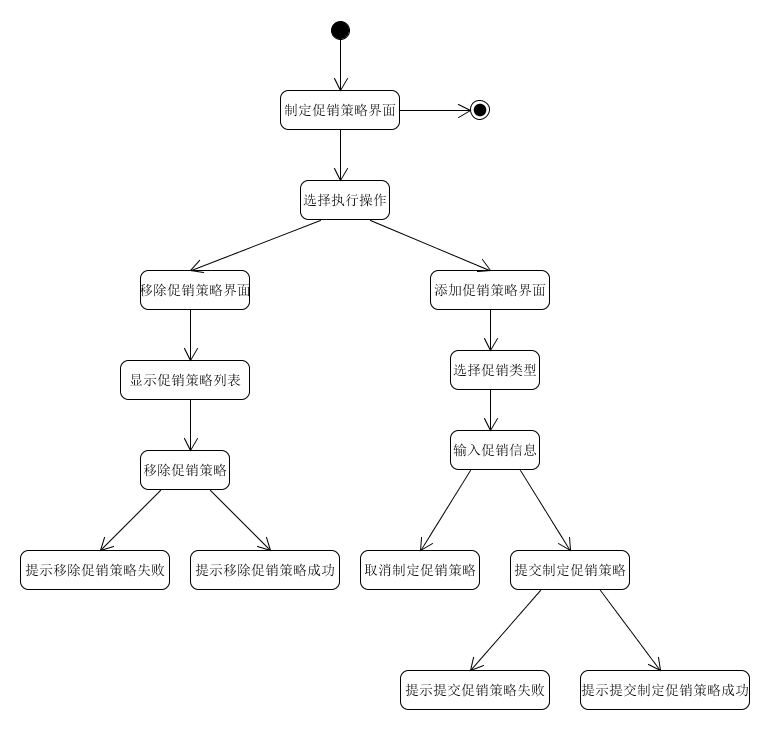 制定促销策略界面
选择执行操作
移除促销策略界面
添加促销策略界面
显示促销策略列表
选择促销类型
移除促销策略
输入促销信息
提示移除促销策略失败
提示移除促销策略成功
取消制定促销策略
提交制定促销策略
提示提交促销策略失败
提示提交制定促销策略成功